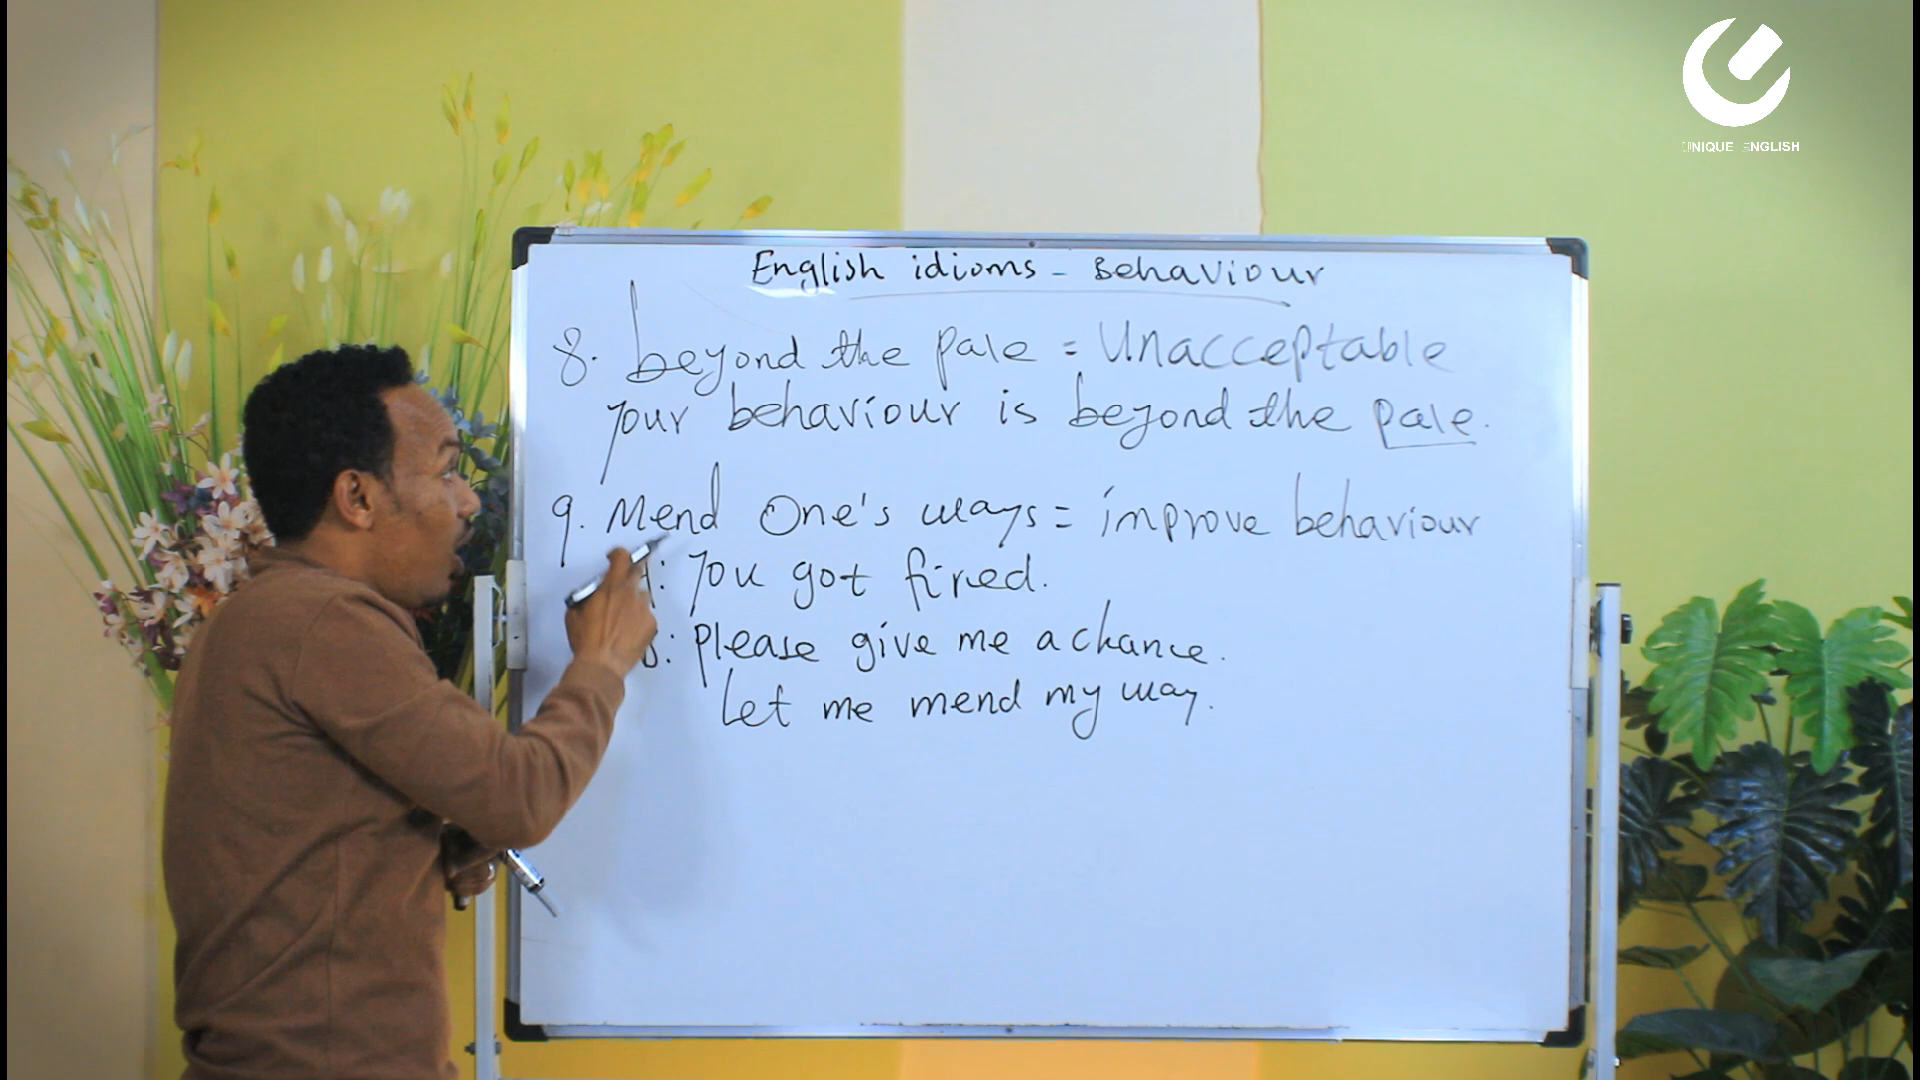 UNIQUE ENGLISH
English idioms - Behaviour
8. beyond the pale = Unacceptable
your behaviour is beyond the pale.
9. Mend One's ways = improve behaviour
A: You got fired.
B: please give me a chance.
Let me mend my way.